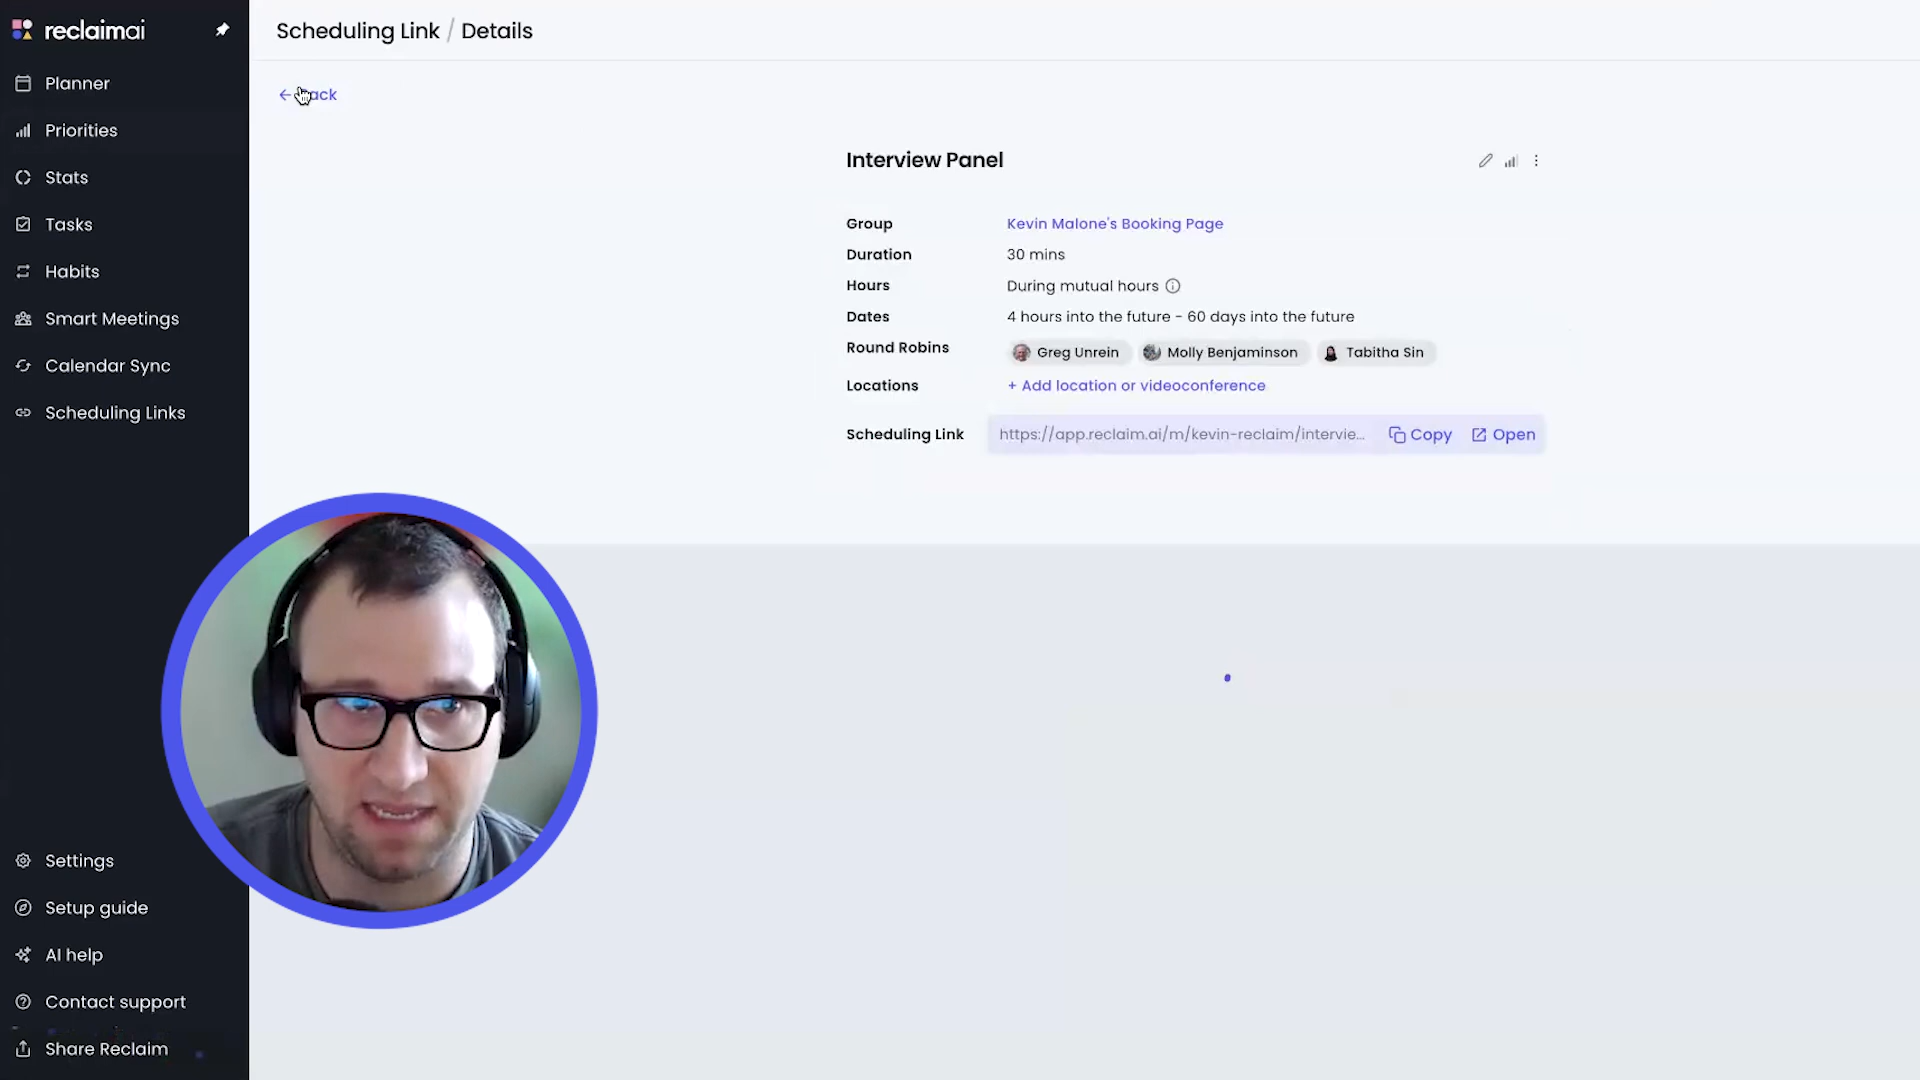 reclaimai
Planner
Priorities
Stats
Tasks
Habits
Smart Meetings
Calendar Sync
Scheduling Links
Settings
Setup guide
AI help
Contact support
Share Reclaim
Scheduling Link / Details
← Back
Interview Panel
Group Kevin Malone's Booking Page
Duration 30 mins
Hours During mutual hours
Dates 4 hours into the future - 60 days into the future
Round Robins Greg Unrein Molly Benjaminson Tabitha Sin
Locations + Add location or videoconference
Scheduling Link https://app.reclaim.ai/m/kevin-reclaim/intervie... Copy Open